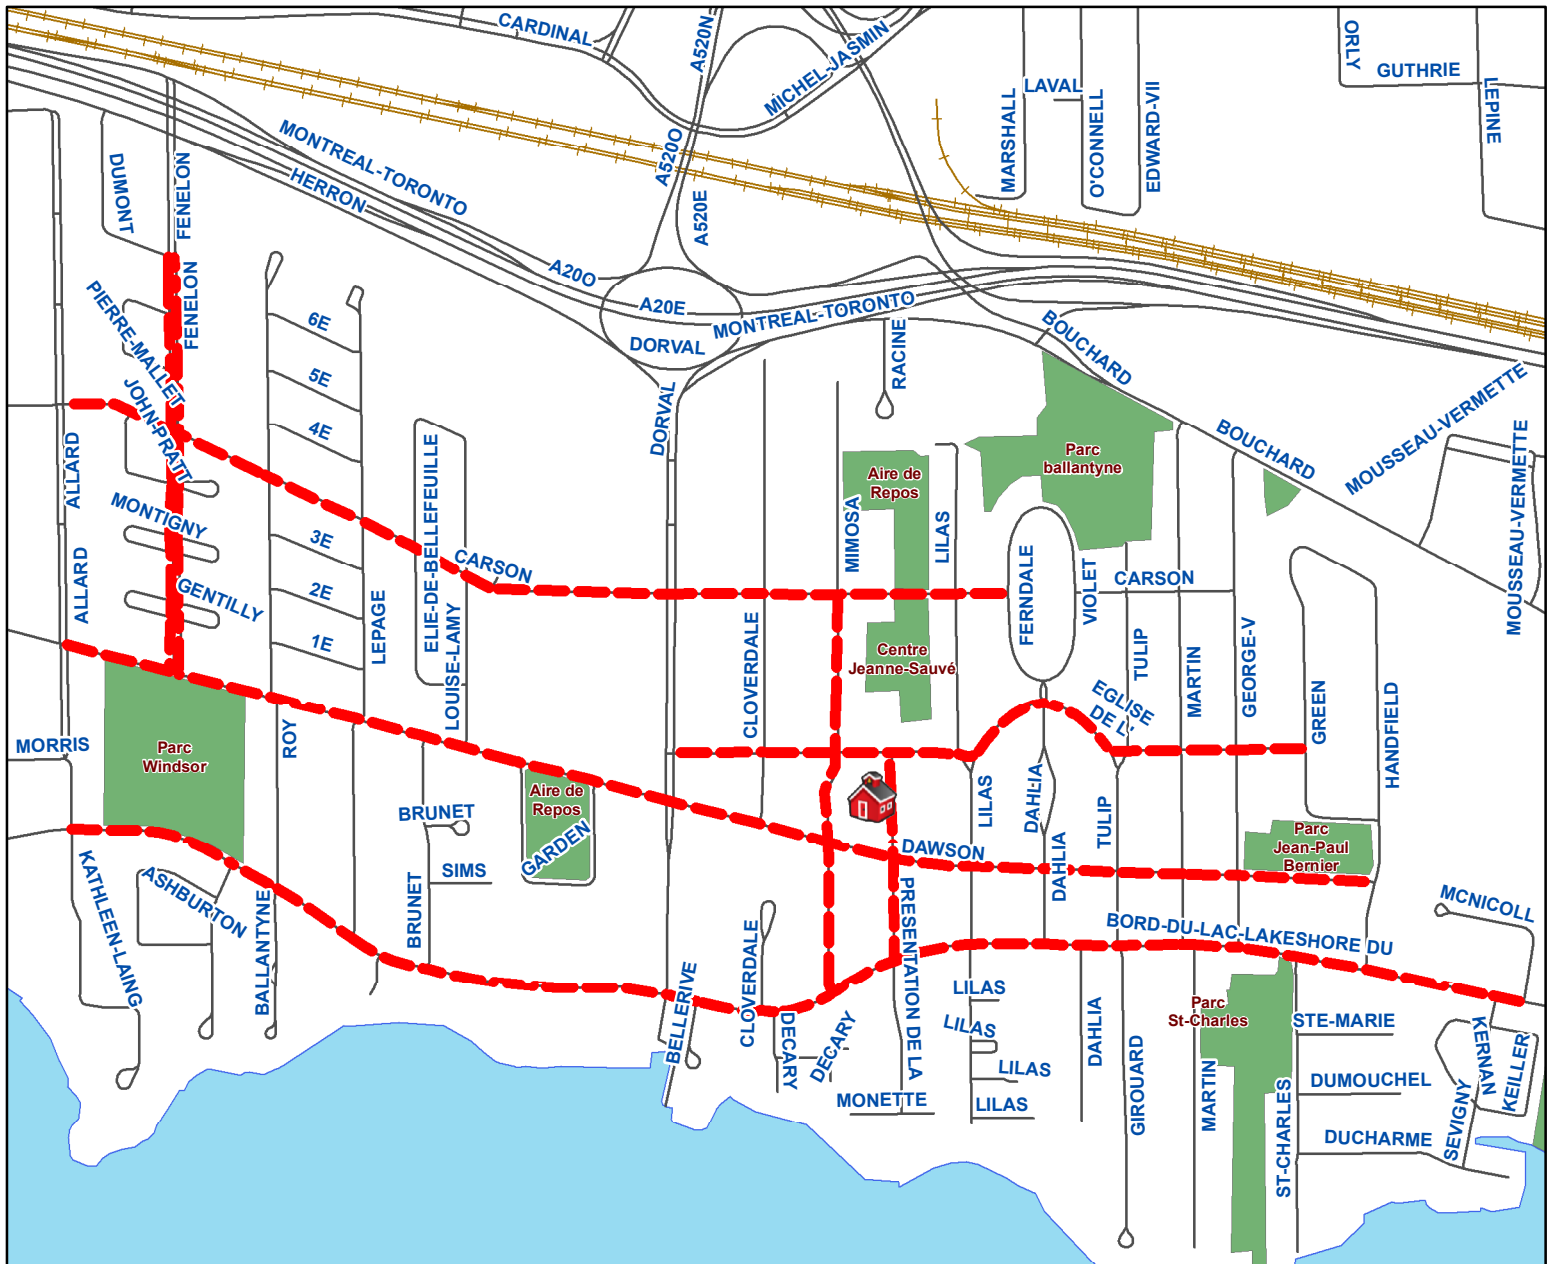 CARDINAL
A520N
MICHEL-JASMIN
ORLY
GUTHRIE
LEPINE
LAVAL
MARSHALL
O'CONNELL
EDWARD-VII
MONTREAL-TORONTO
HERRON
A520O
A520E
DUMONT
FENELON
FENELON
A20O
A20E
MONTREAL-TORONTO
DORVAL
PIERRE-MALLET
JOHN-PRATT
6E
5E
4E
3E
2E
1E
RACINE
BOUCHARD
BOUCHARD
MOUSSEAU-VERMETTE
MOUSSEAU-VERMETTE
DORVAL
ALLARD
ALLARD
MONTIGNY
GENTILLY
ELIE-DE-BELLEFEUILLE
LEPAGE
LOUISE-LAMY
CARSON
Aire de
Repos
Parc
ballantyne
MIMOSA
LILAS
FERNDALE
VIOLET
CARSON
CLOVERDALE
Centre
Jeanne-Sauvé
TULIP
MARTIN
GEORGE-V
EGLISE
DE L'
GREEN
HANDFIELD
MORRIS
Parc
Windsor
ROY
Aire de
Repos
GARDEN
BRUNET
SIMS
BRUNET
LILAS
DAHLIA
TULIP
DAWSON
DAHLIA
Parc
Jean-Paul
Bernier
KATHLEEN-LAING
ASHBURTON
BALLANTYNE
PRESENTATION DE LA
BORD-DU-LAC-LAKESHORE DU
MCNICOLL
BELLERIVE
CLOVERDALE
DECARY
DECARY
MONETTE
LILAS
LILAS
LILAS
LILAS
DAHLIA
GIROUARD
Parc
St-Charles
MARTIN
ST-CHARLES
STE-MARIE
DUMOUCHEL
DUCHARME
SEVIGNY
KERNAN
KEILLER